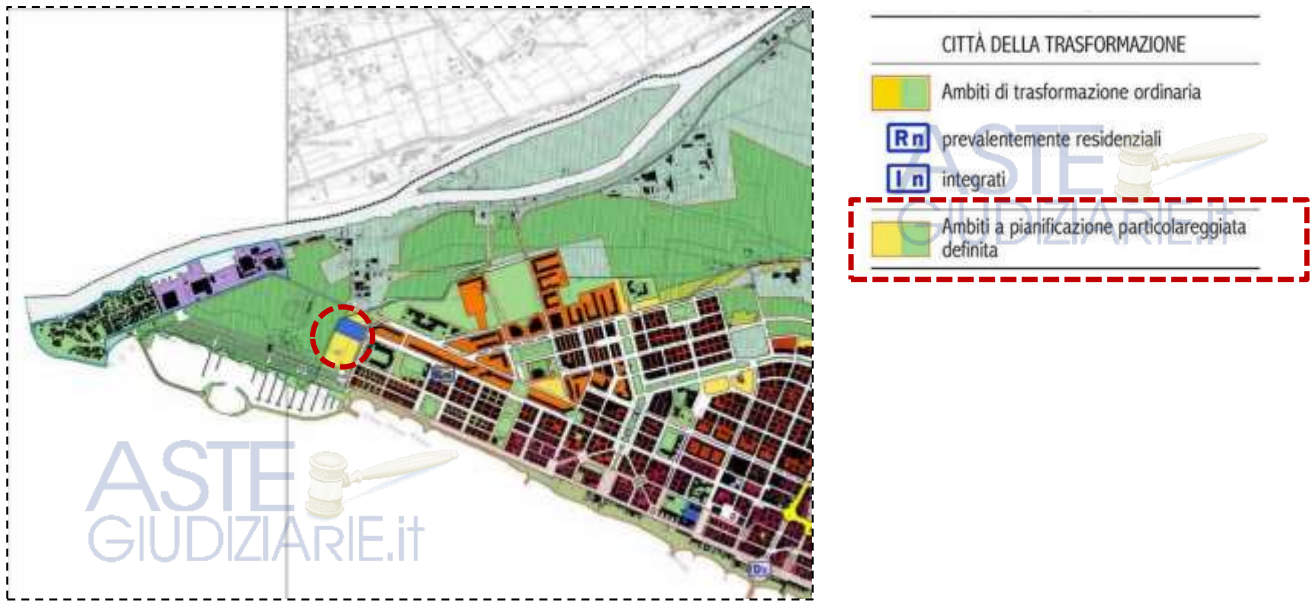 CITTÀ DELLA TRASFORMAZIONE
Ambiti di trasformazione ordinaria
Rn prevalentemente residenziali
In integrati
Ambiti a pianificazione particolareggiata
definita
ASTE
GIUDIZIARIE.it
ASTE
GIUDIZIARIE.it